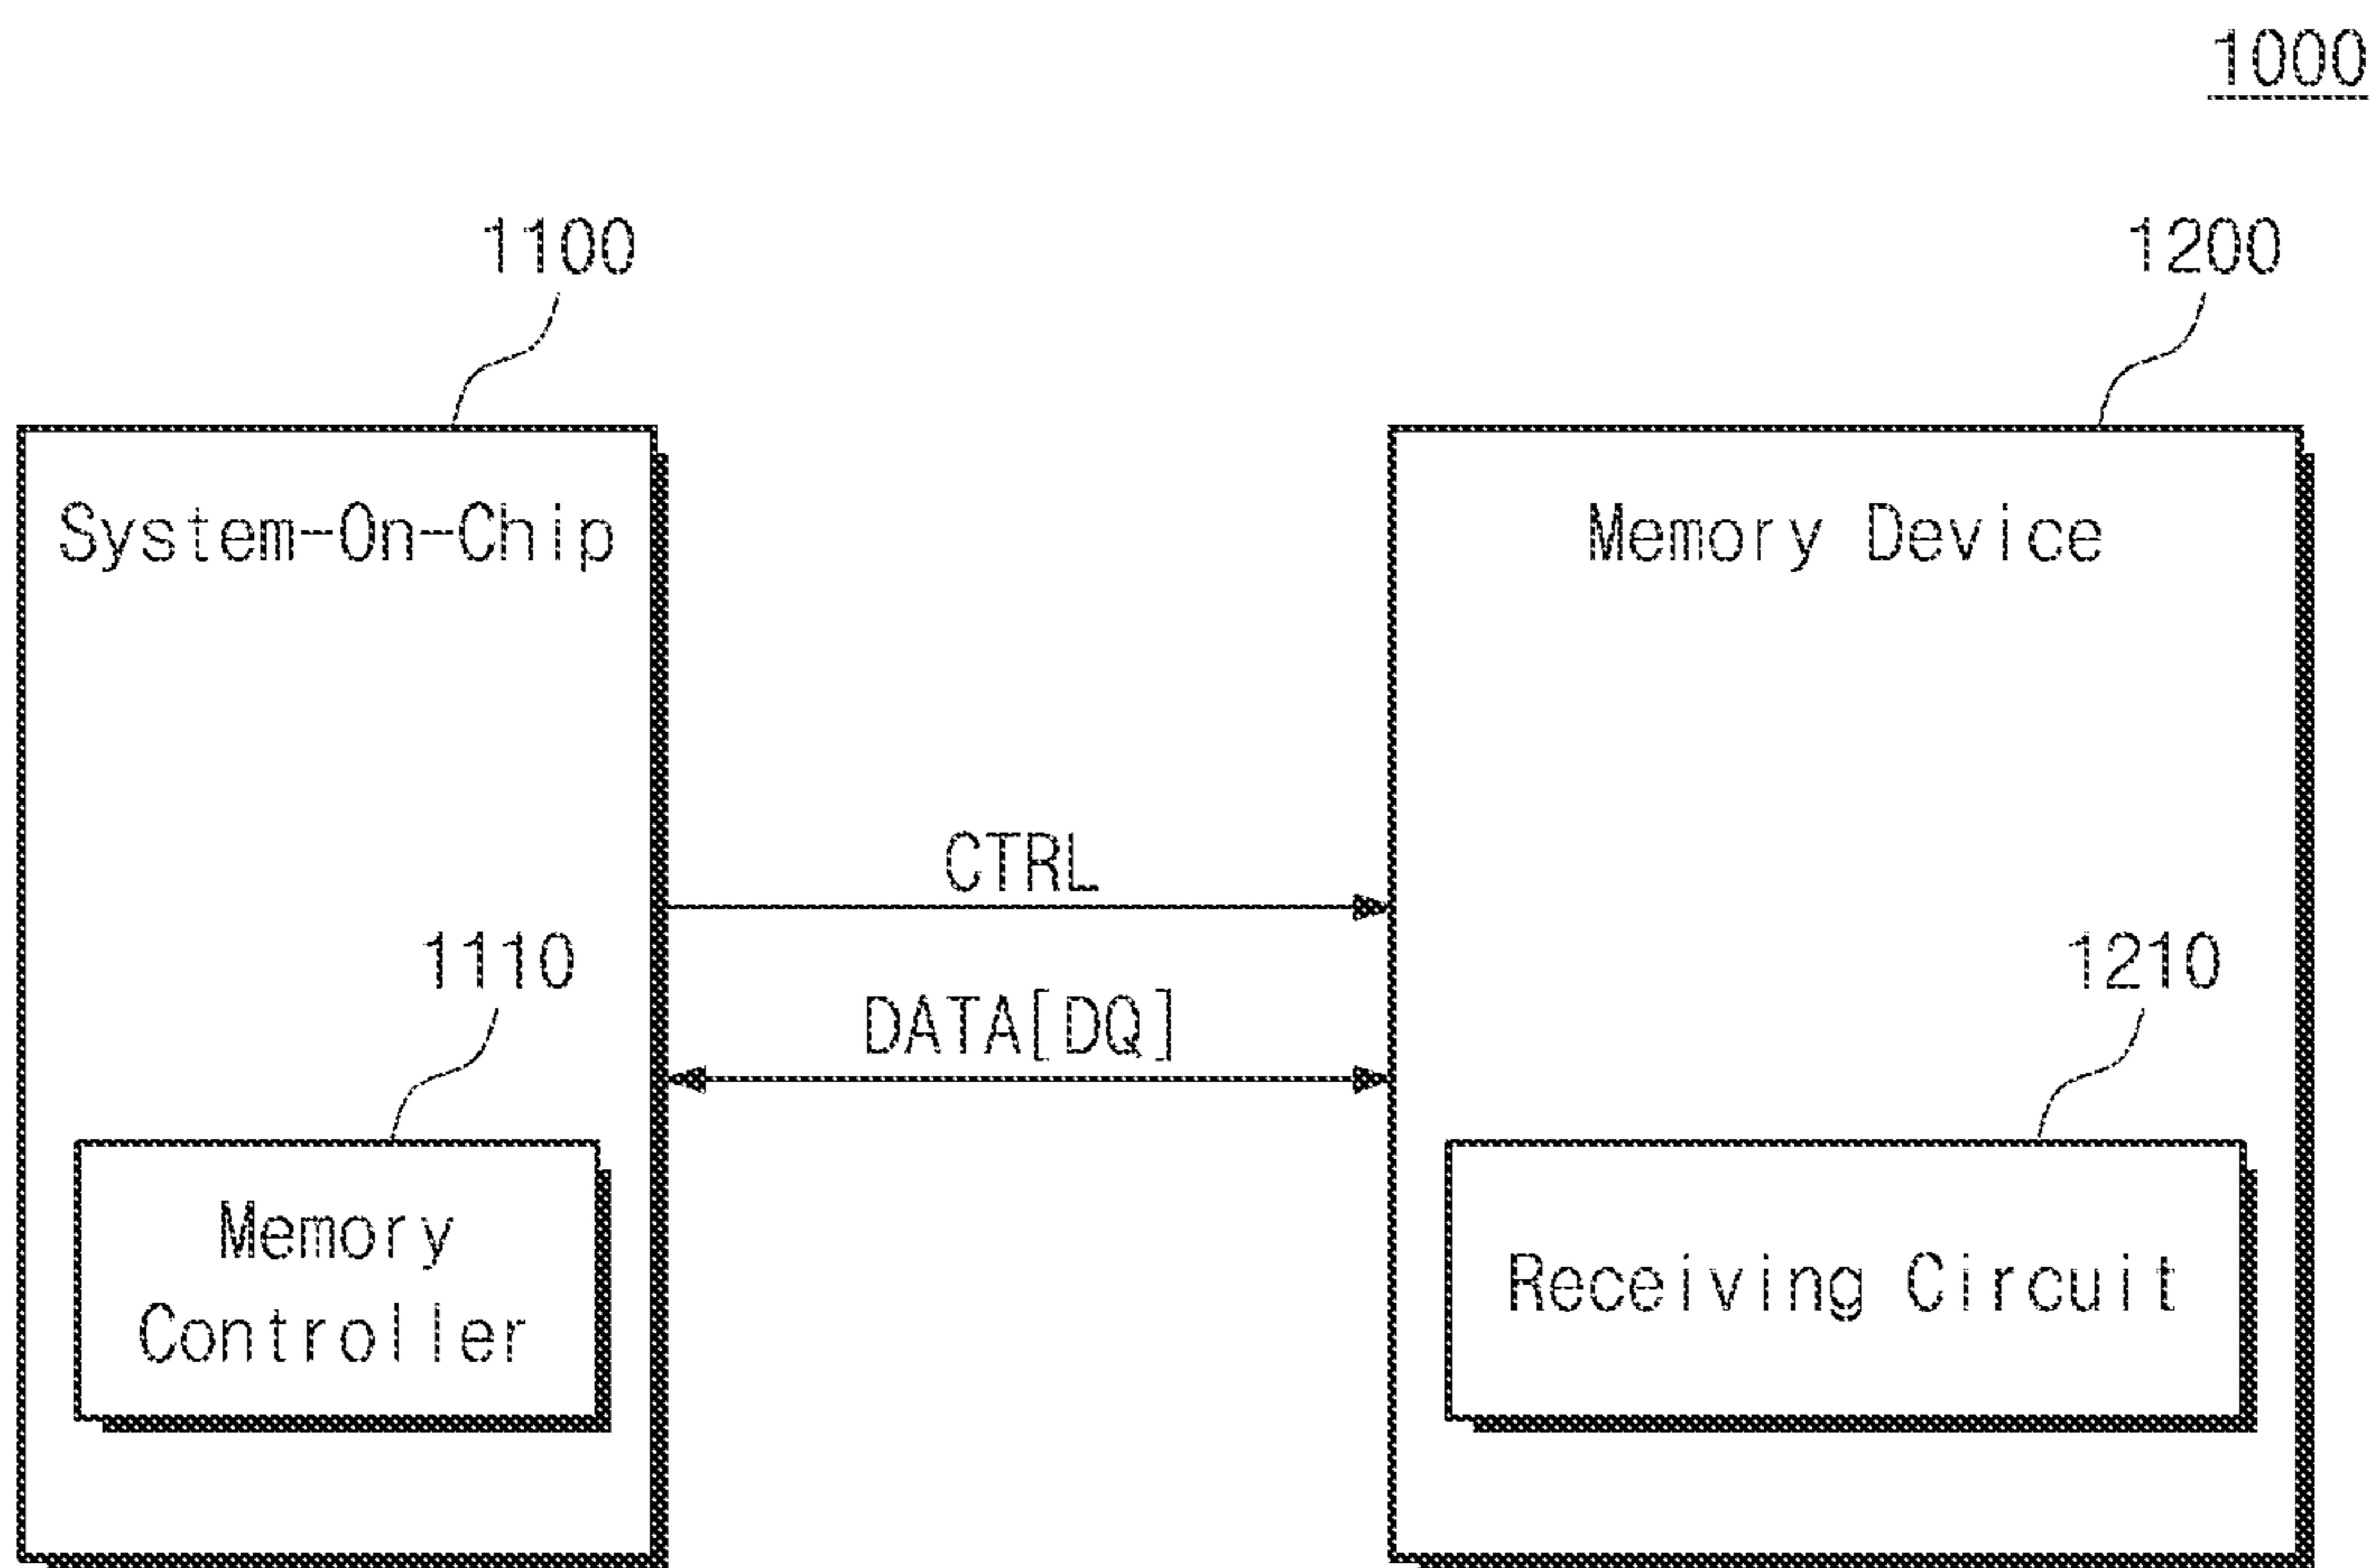 1000
1100
1200
System-On-Chip
Memory Device
CTRL
1110
1210
DATA[DQ]
Memory
Controller
Receiving Circuit